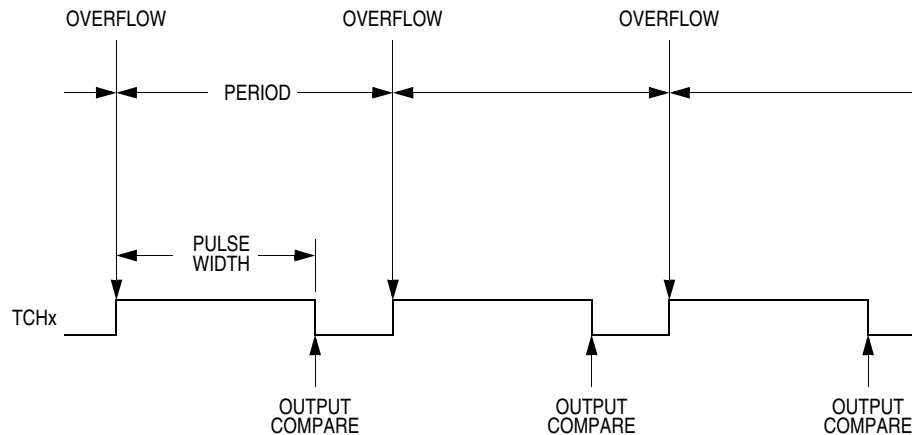 OVERFLOW
OVERFLOW
OVERFLOW
PERIOD
PULSE
WIDTH
TCHx
OUTPUT
COMPARE
OUTPUT
COMPARE
OUTPUT
COMPARE